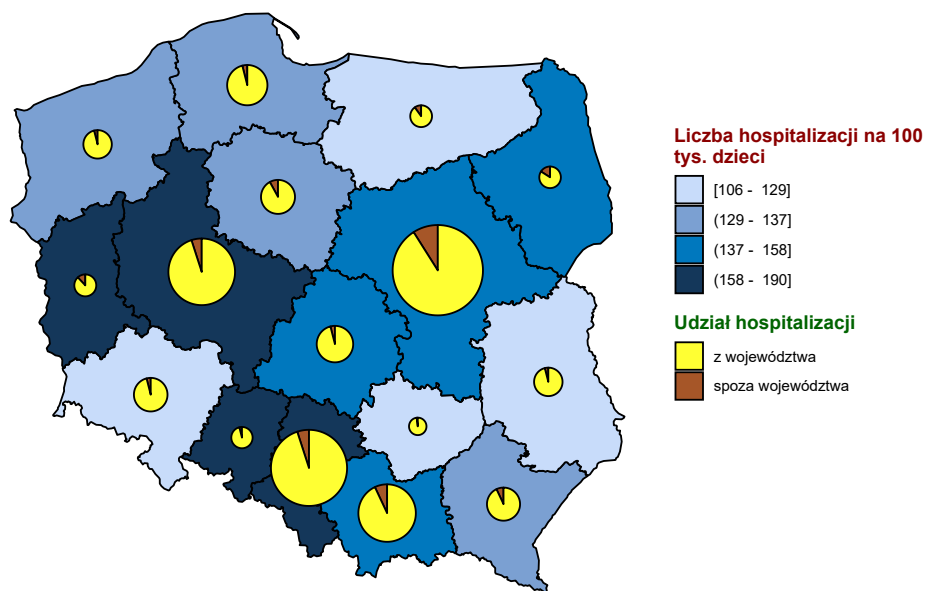 Liczba hospitalizacji na 100
tys. dzieci
[106 - 129]
(129 - 137]
(137 - 158]
(158 - 190]
Udział hospitalizacji
z województwa
spoza województwa